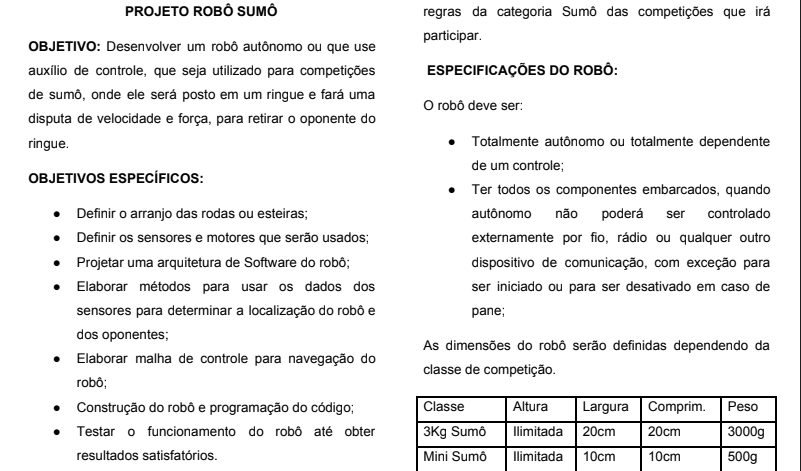 PROJETO ROBÔ SUMÔ
OBJETIVO: Desenvolver um robô autônomo ou que use
auxílio de controle, que seja utilizado para competições
de sumô, onde ele será posto em um ringue e fará uma
disputa de velocidade e força, para retirar o oponente do
ringue.
OBJETIVOS ESPECÍFICOS:
● Definir o arranjo das rodas ou esteiras;
● Definir os sensores e motores que serão usados;
● Projetar uma arquitetura de Software do robô;
● Elaborar métodos para usar os dados dos
sensores para determinar a localização do robô e
dos oponentes;
● Elaborar malha de controle para navegação do
robô;
● Construção do robô e programação do código;
● Testar o funcionamento do robô até obter
resultados satisfatórios.
regras da categoria Sumô das competições que irá
participar.
ESPECIFICAÇÕES DO ROBÔ:
O robô deve ser:
● Totalmente autônomo ou totalmente dependente
de um controle;
● Ter todos os componentes embarcados, quando
autônomo não poderá ser controlado
externamente por fio, rádio ou qualquer outro
dispositivo de comunicação, com exceção para
ser iniciado ou para ser desativado em caso de
pane;
As dimensões do robô serão definidas dependendo da
classe de competição.
Classe Altura Largura Comprim. Peso
3Kg Sumô Ilimitada 20cm 20cm 3000g
Mini Sumô Ilimitada 10cm 10cm 500g